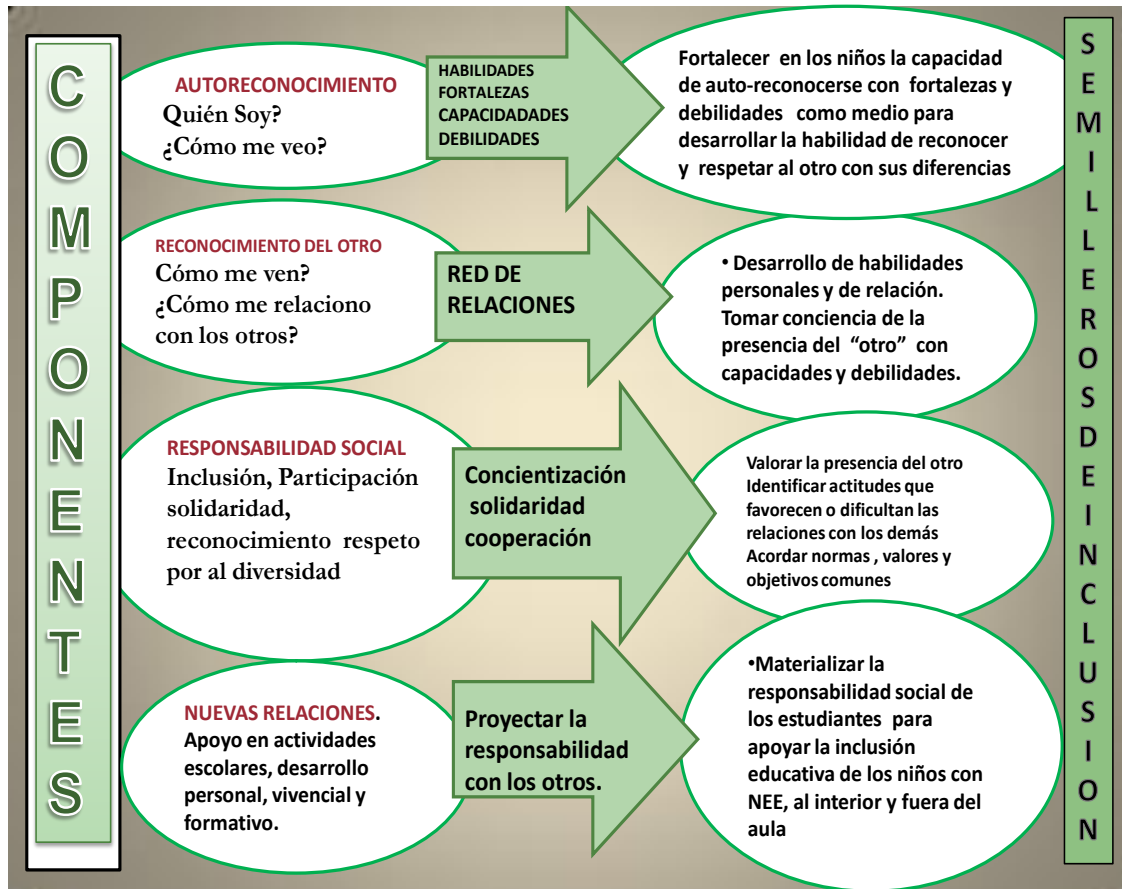 COMPONENTES
AUTORECONOCIMIENTO
Quién Soy?
¿Cómo me veo?
HABILIDADES
FORTALEZAS
CAPACIDADADES
DEBILIDADES
Fortalecer en los niños la capacidad
de auto-reconocerse con fortalezas y
debilidades como medio para
desarrollar la habilidad de reconocer
y respetar al otro con sus diferencias
RECONOCIMIENTO DEL OTRO
Cómo me ven?
¿Cómo me relaciono
con los otros?
RED DE
RELACIONES
• Desarrollo de habilidades
personales y de relación.
Tomar conciencia de la
presencia del “otro” con
capacidades y debilidades.
RESPONSABILIDAD SOCIAL
Inclusión, Participación
solidaridad,
reconocimiento respeto
por al diversidad
Concientización
solidaridad
cooperación
Valorar la presencia del otro
Identificar actitudes que
favorecen o dificultan las
relaciones con los demás
Acordar normas , valores y
objetivos comunes
NUEVAS RELACIONES.
Apoyo en actividades
escolares, desarrollo
personal, vivencial y
formativo.
Proyectar la
responsabilidad
con los otros.
•Materializar la
responsabilidad social de
los estudiantes para
apoyar la inclusión
educativa de los niños con
NEE, al interior y fuera del
aula
SEMILLEROSDEINCLUSION